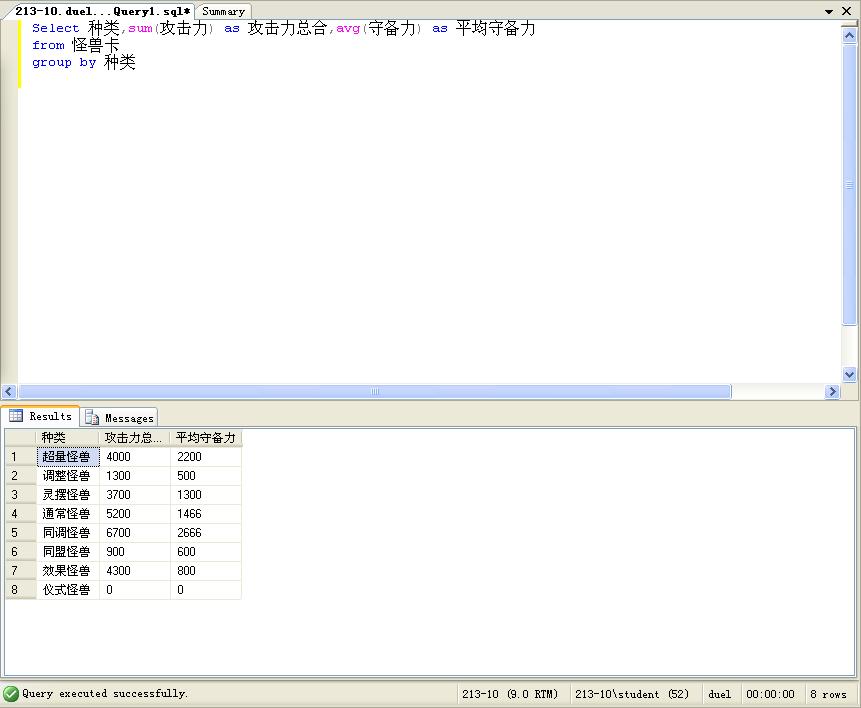 213-10.duel...Query1.sql* Summary
Select 种类,sum(攻击力) as 攻击力总合,avg(守备力) as 平均守备力
from 怪兽卡
group by 种类
Results Messages
种类 攻击力总... 平均守备力
1 超量怪兽 4000 2200
2 调整怪兽 1300 500
3 灵摆怪兽 3700 1300
4 通常怪兽 5200 1466
5 同调怪兽 6700 2666
6 同盟怪兽 900 600
7 效果怪兽 4300 800
8 仪式怪兽 0 0
Query executed successfully. 213-10 (9.0 RTM) 213-10\student (52) duel 00:00:00 8 rows